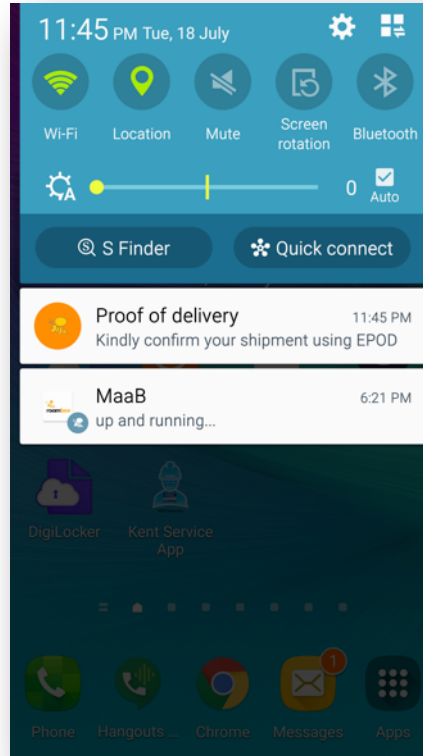 11:45 PM Tue, 18 July
Wi-Fi
Location
Mute
Screen rotation
Bluetooth
A
0
Auto
S Finder
Quick connect
Proof of delivery 11:45 PM
Kindly confirm your shipment using EPOD
MaaB 6:21 PM
up and running...
DigiLocker
Kent Service
App
1
Phone
Hangouts ...
Chrome
Messages
Apps